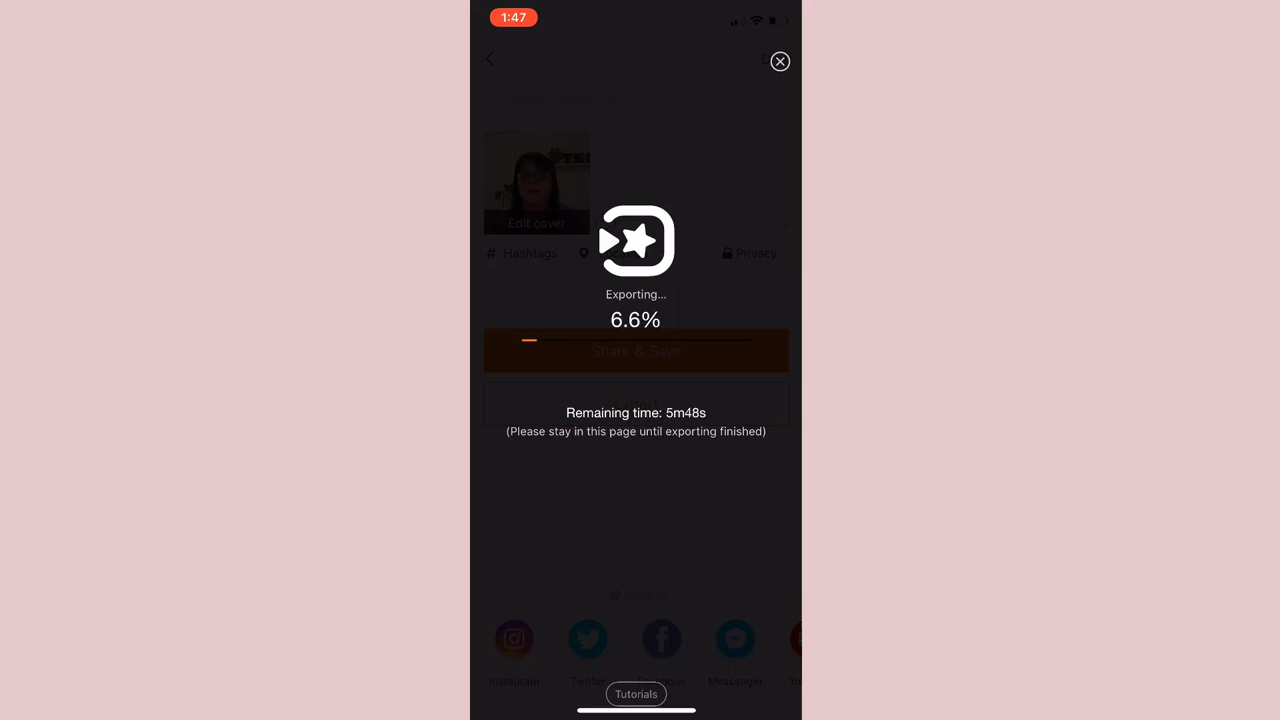 1:47
Edit cover
# Hashtags
Privacy
Exporting...
6.6%
Share & Save
Export
Remaining time: 5m48s
(Please stay in this page until exporting finished)
Instagram
Twitter
Facebook
Messenger
Tutorials